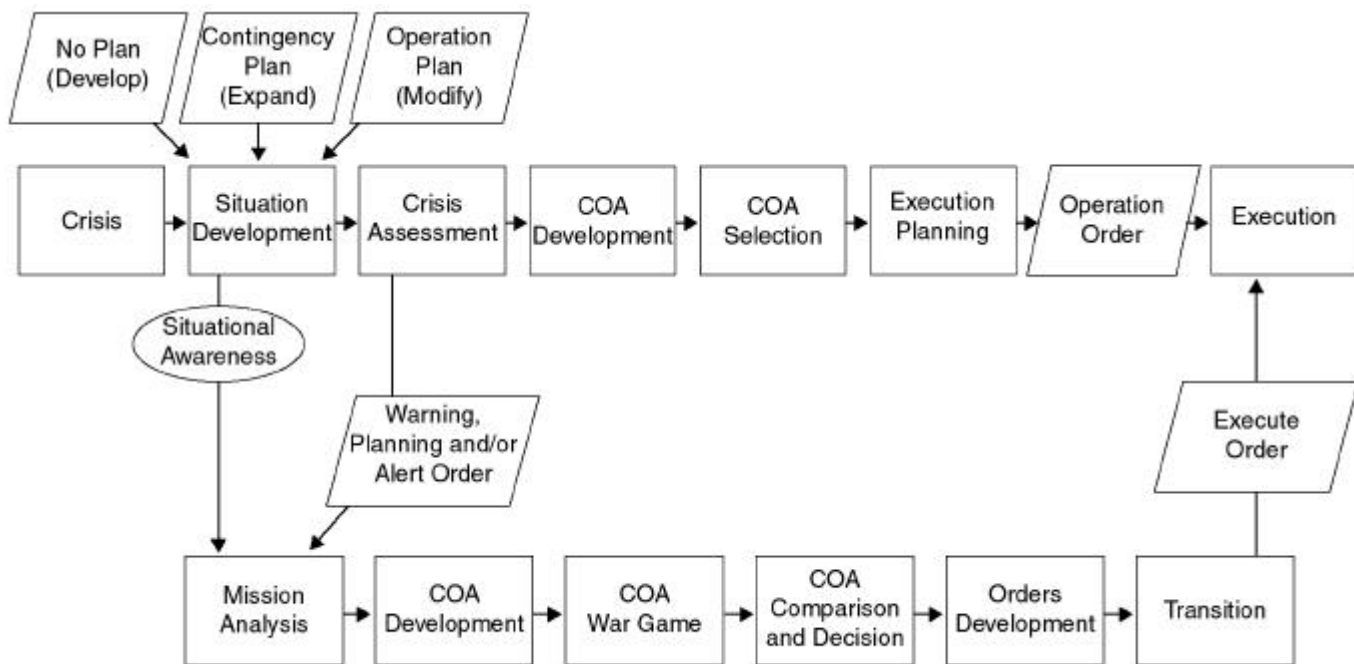 No Plan
(Develop)
Contingency
Plan
(Expand)
Operation
Plan
(Modify)
Crisis
Situation
Development
Crisis
Assessment
COA
Development
COA
Selection
Execution
Planning
Operation
Order
Execution
Situational
Awareness
Warning,
Planning and/or
Alert Order
Execute
Order
Mission
Analysis
COA
Development
COA
War Game
COA
Comparison
and Decision
Orders
Development
Transition